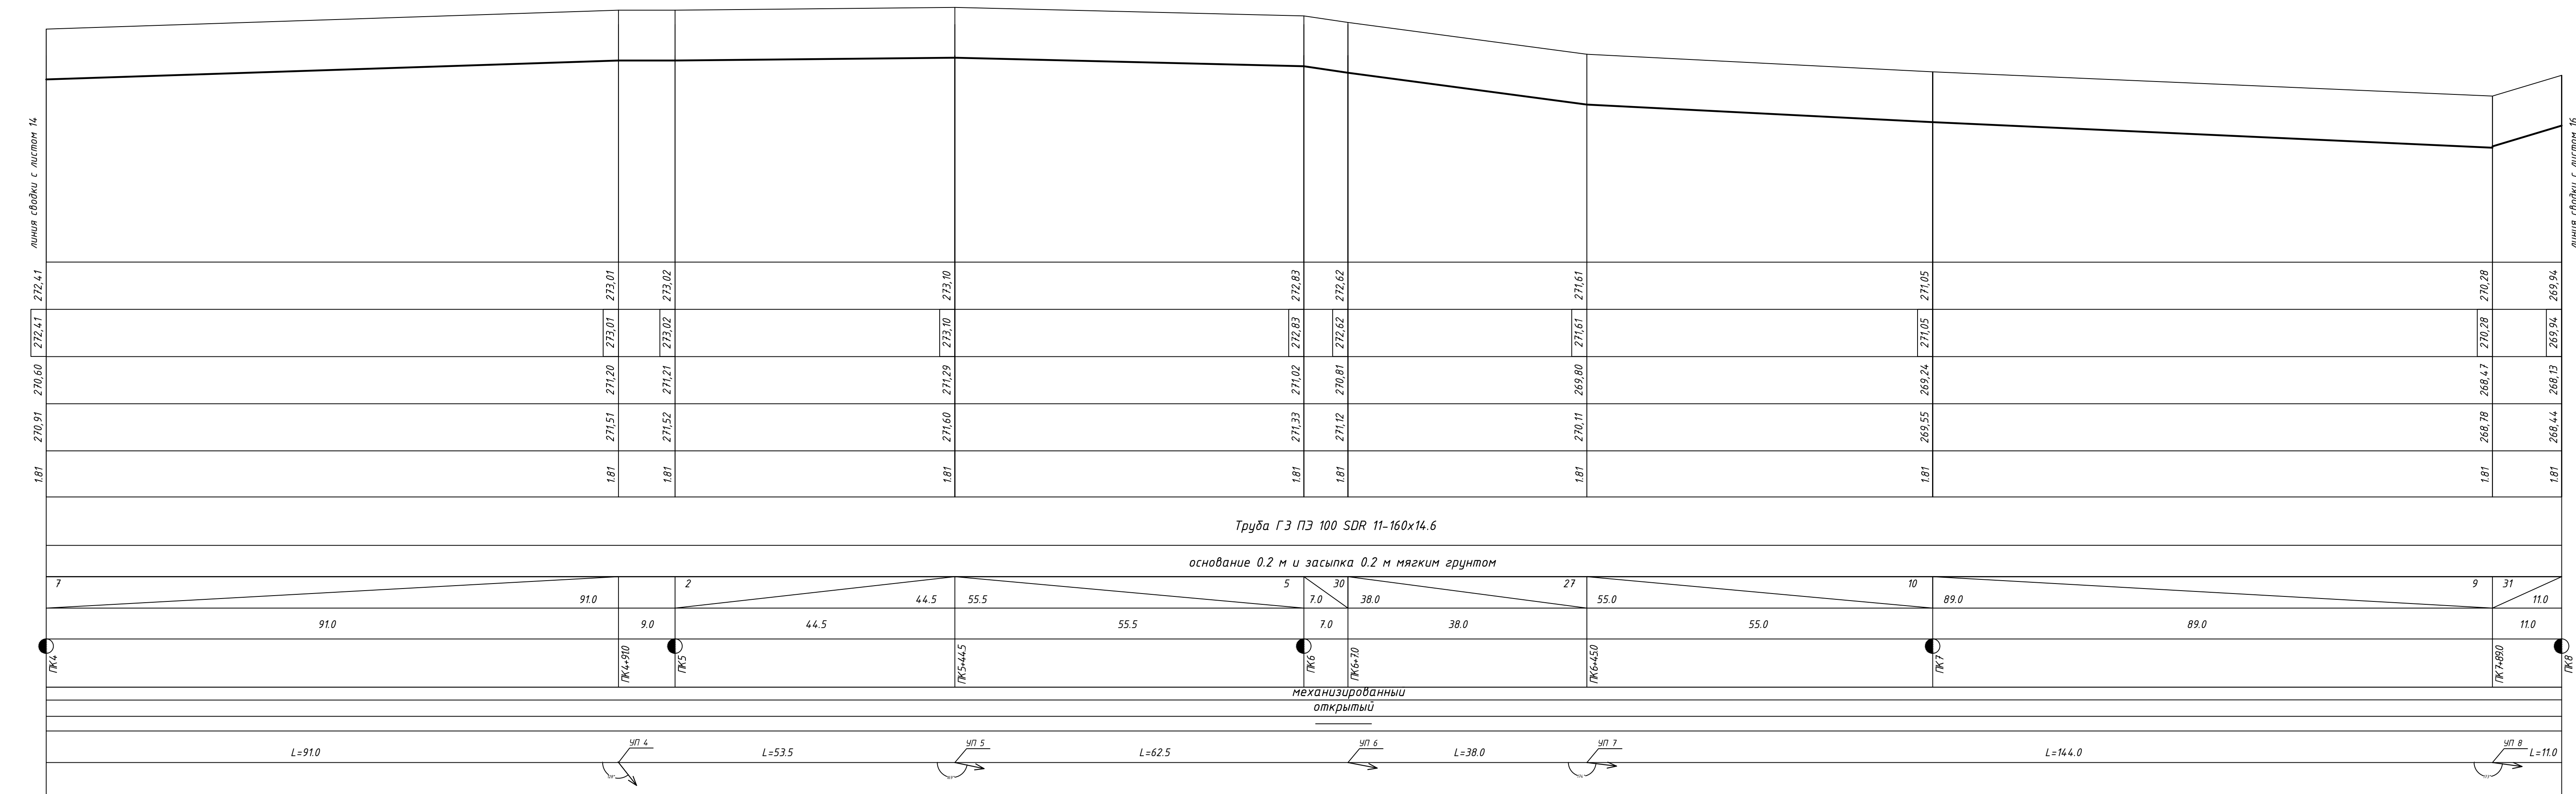 линия сводки с листом 14
линия сводки с листом 16
272,41 273,01 273,02 273,10 272,83 272,62 271,61 271,05 270,28 269,94
272,41 273,01 273,02 273,10 272,83 272,62 271,61 271,05 270,28 269,94
270,60 271,20 271,21 271,29 271,02 270,81 269,80 269,24 268,47 268,13
270,91 271,51 271,52 271,60 271,33 271,12 270,11 269,55 268,78 268,44
1.81 1.81 1.81 1.81 1.81 1.81 1.81 1.81 1.81 1.81
Труба ГЗ ПЭ 100 SDR 11-160x14.6
основание 0.2 м и засыпка 0.2 м мягким грунтом
7 2 5 30 27 10 9 31
91.0 44.5 55.5 7.0 38.0 55.0 89.0 11.0
91.0 9.0 44.5 55.5 7.0 38.0 55.0 89.0 11.0
ПК4 ПК4+91.0 ПК5 ПК5+44.5 ПК6 ПК6+7.0 ПК6+45.0 ПК7 ПК7+89.0 ПК8
механизированный
открытый
УП 4 УП 5 УП 6 УП 7 УП 8
L=91.0 L=53.5 L=62.5 L=38.0 L=144.0 L=11.0